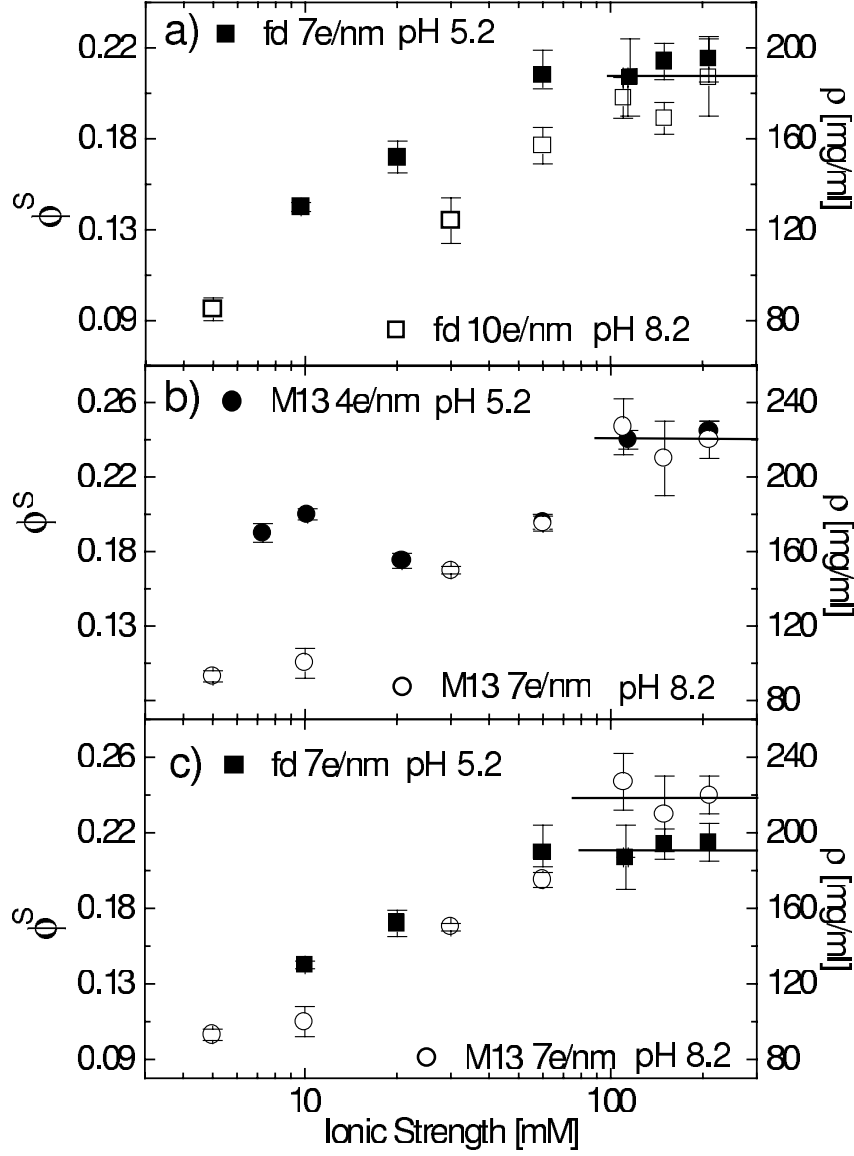 a) ■ fd 7e/nm pH 5.2
0.22
0.18
0.13
0.09
ϕS
200
160
120
80
ρ [mg/ml]
□ fd 10e/nm pH 8.2
b) ● M13 4e/nm pH 5.2
0.26
0.22
0.18
0.13
ϕS
240
200
160
120
80
ρ [mg/ml]
○ M13 7e/nm pH 8.2
c) ■ fd 7e/nm pH 5.2
0.26
0.22
0.18
0.13
0.09
ϕS
240
200
160
120
80
ρ [mg/ml]
○ M13 7e/nm pH 8.2
10 100
Ionic Strength [mM]